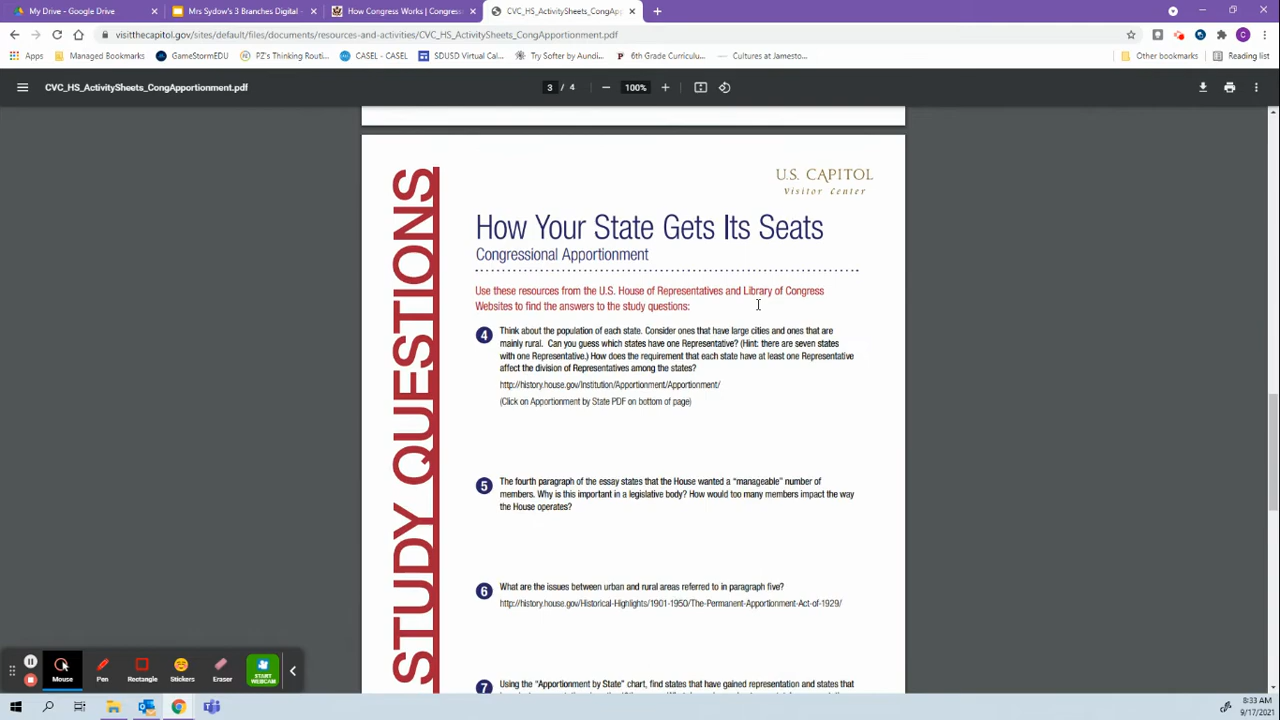 My Drive - Google Drive
Mrs Sydow's 3 Branches Digital -
How Congress Works | Congress:
CVC_HS_ActivitySheets_CongAppo:
visitthecapitol.gov/sites/default/files/documents/resources-and-activities/CVC_HS_ActivitySheets_CongApportionment.pdf
Apps
Managed Bookmarks
GameStormEDU
PZ's Thinking Routi...
CASEL - CASEL
SDUSD Virtual Cal...
Try Softer by Aundi...
6th Grade Curriculu...
Cultures at Jamesto...
Other bookmarks
Reading list
CVC_HS_ActivitySheets_CongApportionment.pdf
3 / 4
100%
U.S. CAPITOL
Visitor Center
STUDY QUESTIONS
How Your State Gets Its Seats
Congressional Apportionment
Use these resources from the U.S. House of Representatives and Library of Congress
Websites to find the answers to the study questions:
4 Think about the population of each state. Consider ones that have large cities and ones that are
mainly rural. Can you guess which states have one Representative? (Hint: there are seven states
with one Representative.) How does the requirement that each state have at least one Representative
affect the division of Representatives among the states?
http://history.house.gov/Institution/Apportionment/Apportionment/
(Click on Apportionment by State PDF on bottom of page)
5 The fourth paragraph of the essay states that the House wanted a “manageable” number of
members. Why is this important in a legislative body? How would too many members impact the way
the House operates?
6 What are the issues between urban and rural areas referred to in paragraph five?
http://history.house.gov/Historical-Highlights/1901-1950/The-Permanent-Apportionment-Act-of-1929/
7 Using the “Apportionment by State” chart, find states that have gained representation and states that
Mouse
Pen
Rectangle
Stickers
Eraser
START
WEBCAM
8:33 AM
9/17/2021